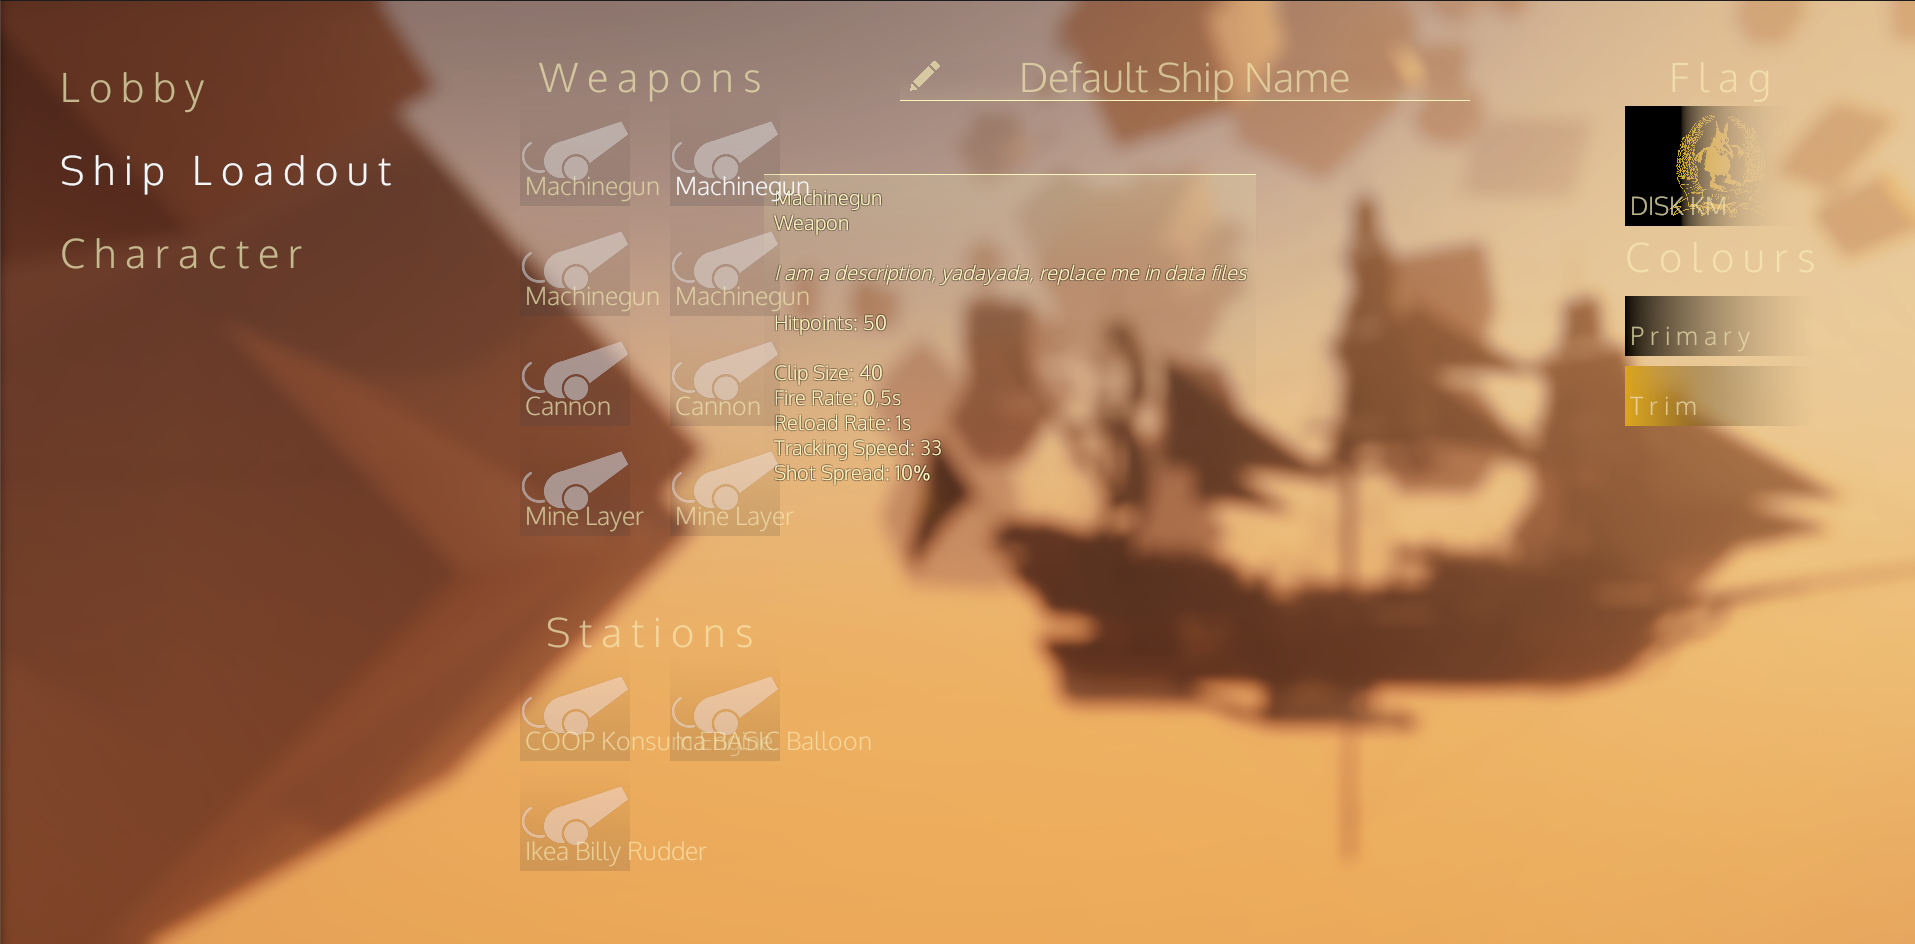 Lobby
Ship Loadout
Character
Weapons
Machinegun
Machinegun
Machinegun
Machinegun
Cannon
Cannon
Mine Layer
Mine Layer
Stations
COOP Konsum
BASIC Balloon
Ikea Billy Rudder
Default Ship Name
Machinegun
Weapon
I am a description, yadayada, replace me in data files
Hitpoints: 50
Clip Size: 40
Fire Rate: 0,5s
Reload Rate: 1s
Tracking Speed: 33
Shot Spread: 10%
Flag
DISK KM
Colours
Primary
Trim